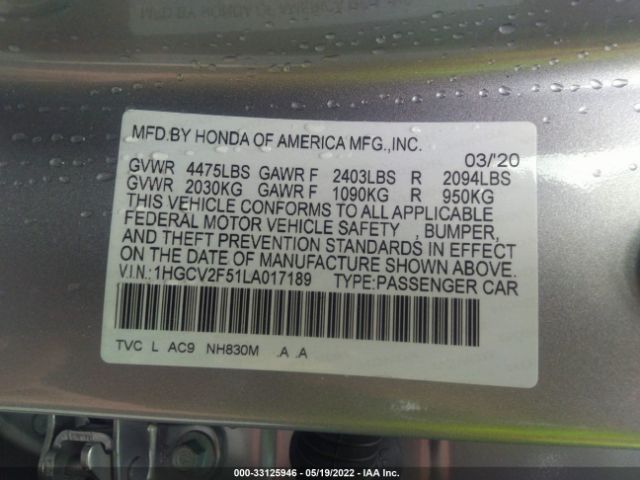 MFD.BY HONDA OF AMERICA MFG.,INC.
03/'20
GVWR 4475LBS GAWR F 2403LBS R 2094LBS
GVWR 2030KG GAWR F 1090KG R 950KG
THIS VEHICLE CONFORMS TO ALL APPLICABLE
FEDERAL MOTOR VEHICLE SAFETY , BUMPER,
AND THEFT PREVENTION STANDARDS IN EFFECT
ON THE DATE OF MANUFACTURE SHOWN ABOVE.
V.I.N.:1HGCV2F51LA017189 TYPE:PASSENGER CAR
TVC L AC9 NH830M .A .A
000-33125946 - 05/19/2022 - IAA Inc.